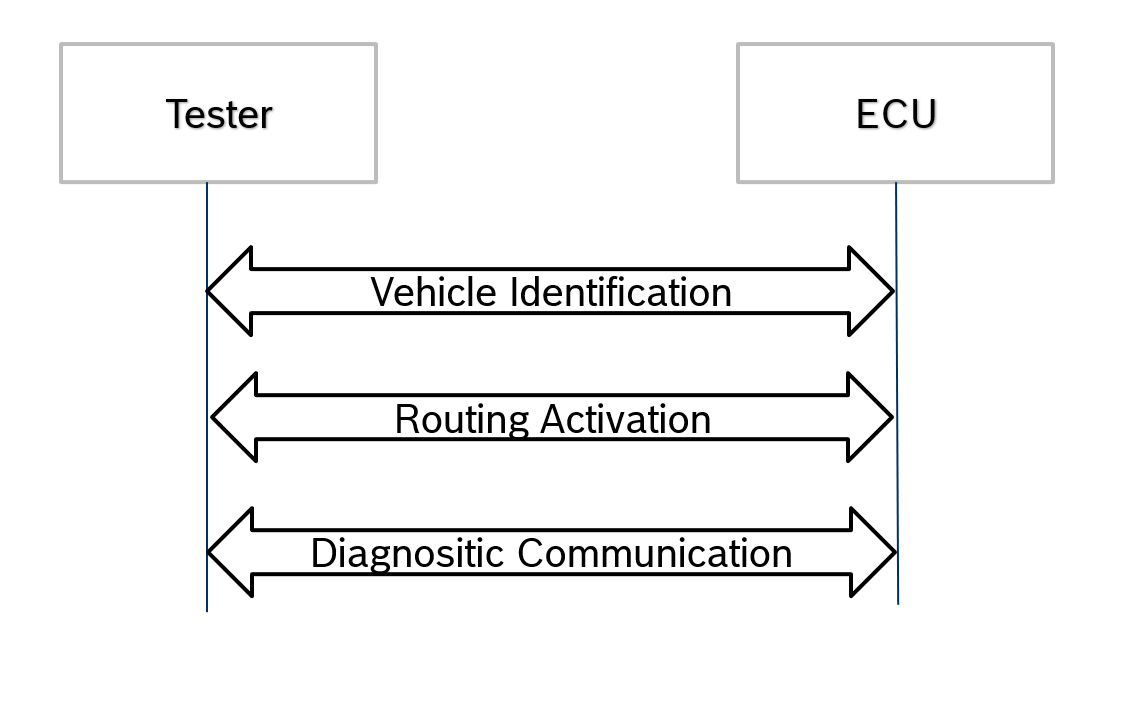 Tester
ECU
Vehicle Identification
Routing Activation
Diagnositic Communication